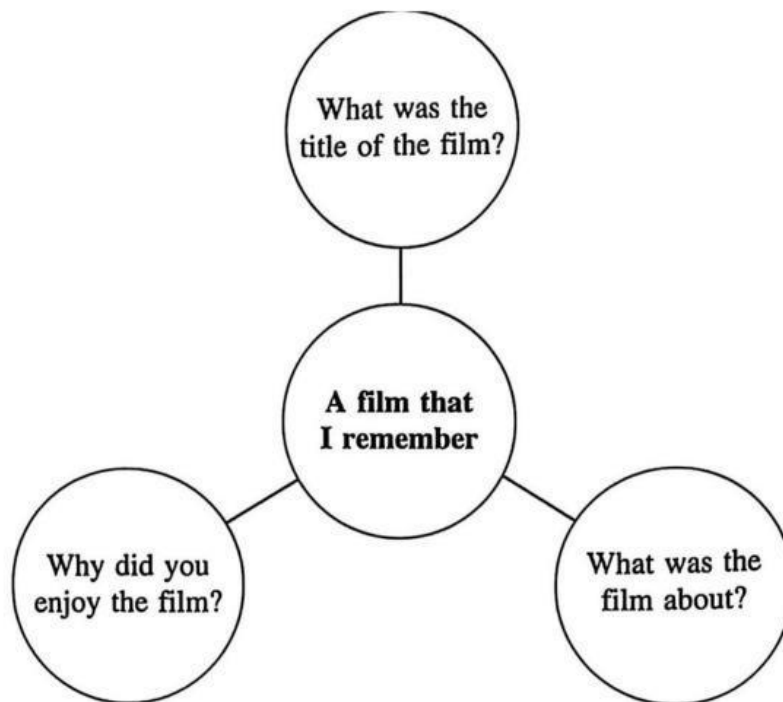 What was the
title of the film?
A film that
I remember
Why did you
enjoy the film?
What was the
film about?